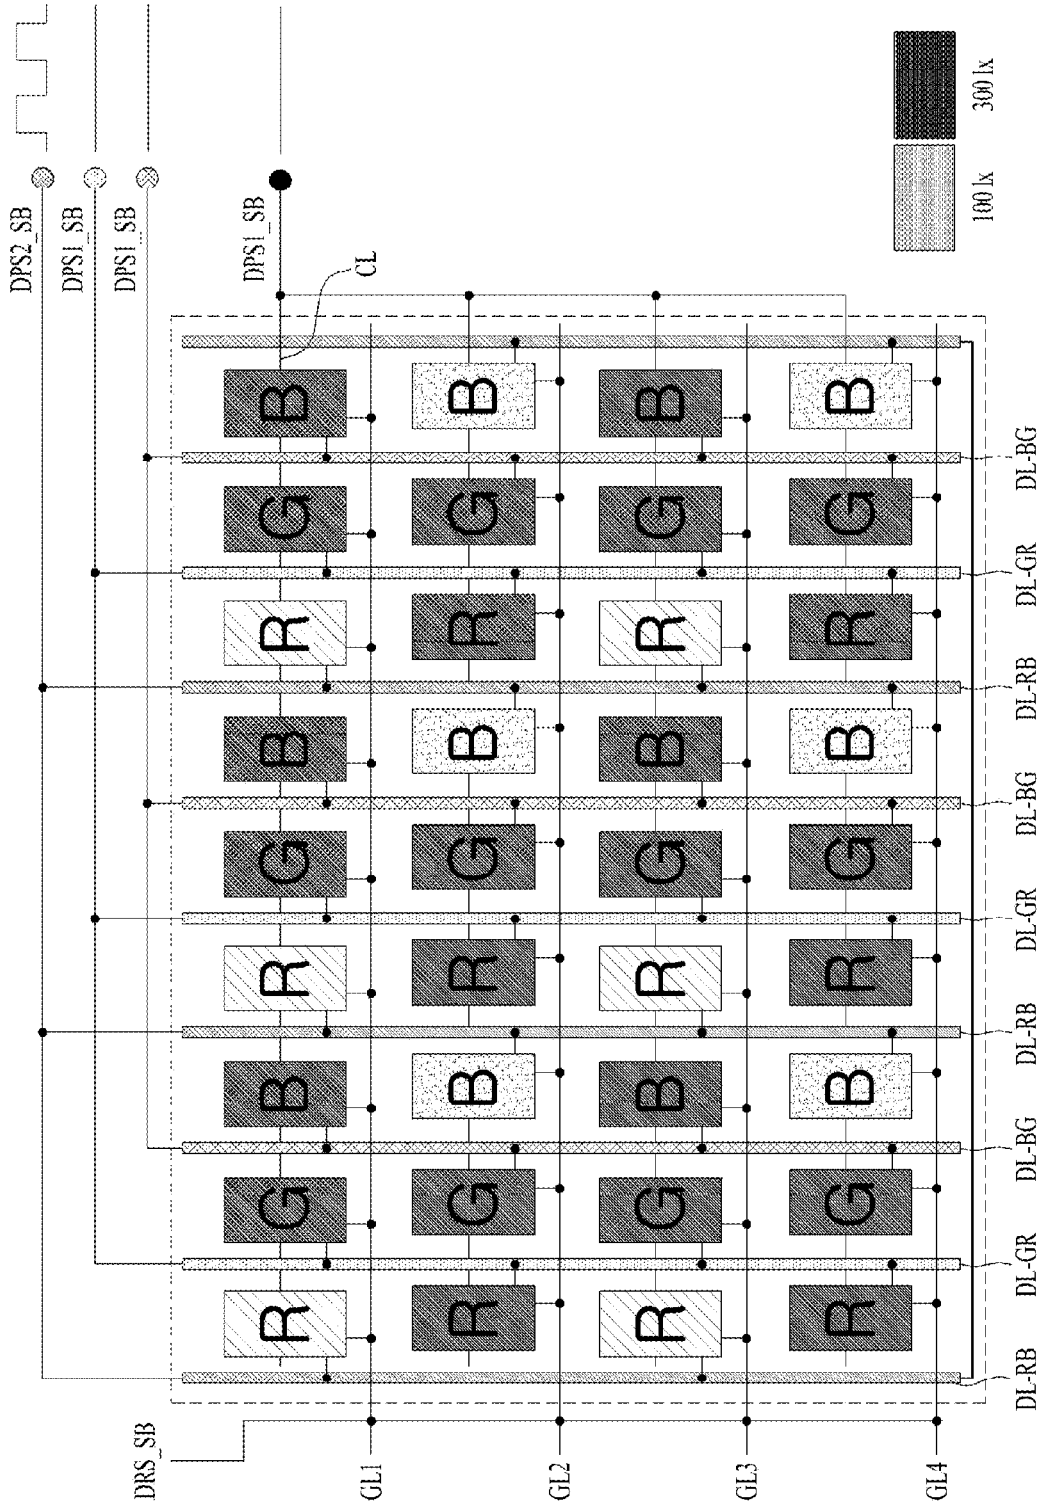 DPS2_SB
DPS1_SB
DPS1_SB
DRS_SB
DPS1_SB
R G B R G B R G B
CL
GL1
R G B R G B R G B
GL2
R G B R G B R G B
GL3
R G B R G B R G B
GL4
100 lx 300 lx
DL-RB DL-GR DL-BG DL-RB DL-GR DL-BG DL-RB DL-GR DL-BG